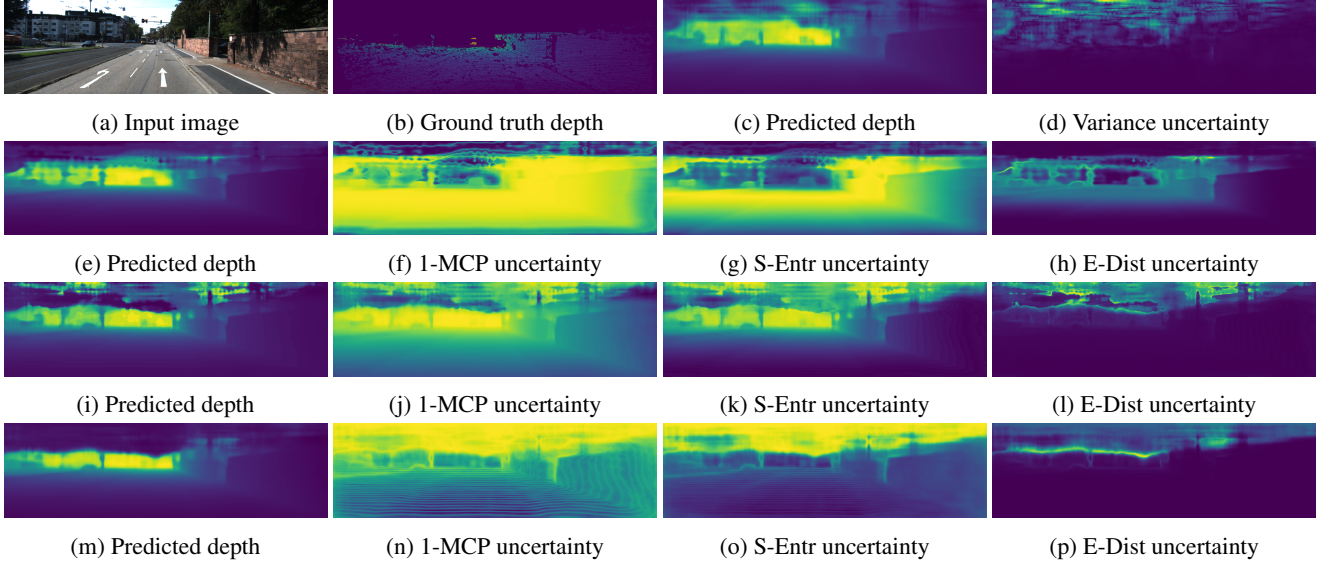 (a) Input image
(b) Ground truth depth
(c) Predicted depth
(d) Variance uncertainty
(e) Predicted depth
(f) 1-MCP uncertainty
(g) S-Entr uncertainty
(h) E-Dist uncertainty
(i) Predicted depth
(j) 1-MCP uncertainty
(k) S-Entr uncertainty
(l) E-Dist uncertainty
(m) Predicted depth
(n) 1-MCP uncertainty
(o) S-Entr uncertainty
(p) E-Dist uncertainty